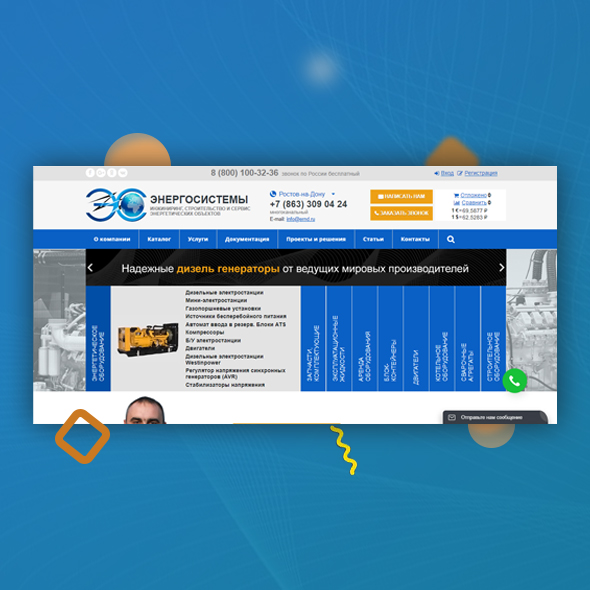 8 (800) 100-32-36 звонок по России бесплатный
Вход Регистрация
ЭНЕРГОСИСТЕМЫ
ИНЖИНИРИНГ, СТРОИТЕЛЬСТВО И СЕРВИС
ЭНЕРГЕТИЧЕСКИХ ОБЪЕКТОВ
Ростов-на-Дону
+7 (863) 309 04 24
многоканальный
E-mail: info@ernd.ru
НАПИСАТЬ НАМ
ЗАКАЗАТЬ ЗВОНОК
Отложено 0
Сравнить 0
1 € = 69,5677 ₽
1 $ = 62,5283 ₽
О компании
Каталог
Услуги
Документация
Проекты и решения
Статьи
Контакты
Надежные дизель генераторы от ведущих мировых производителей
ЭНЕРГЕТИЧЕСКОЕ
ОБОРУДОВАНИЕ
Дизельные электростанции
Мини-электростанции
Газопоршневые установки
Источники бесперебойного питания
Автомат ввода в резерв. Блоки ATS
Компрессоры
Б/У электростанции
Двигатели
Дизельные электростанции
Westinpower
Регулятор напряжения синхронных
генераторов (AVR)
Стабилизаторы напряжения
ЗАПЧАСТИ,
КОМПЛЕКТУЮЩИЕ
ЭКСПЛУАТАЦИОННЫЕ
ЖИДКОСТИ
АРЕНДА
ОБОРУДОВАНИЯ
БЛОК-
КОНТЕЙНЕРЫ
ДВИГАТЕЛИ
КОТЕЛЬНОЕ
ОБОРУДОВАНИЕ
СВАРОЧНЫЕ
АГРЕГАТЫ
СТРОИТЕЛЬНОЕ
ОБОРУДОВАНИЕ
Отправьте нам сообщение